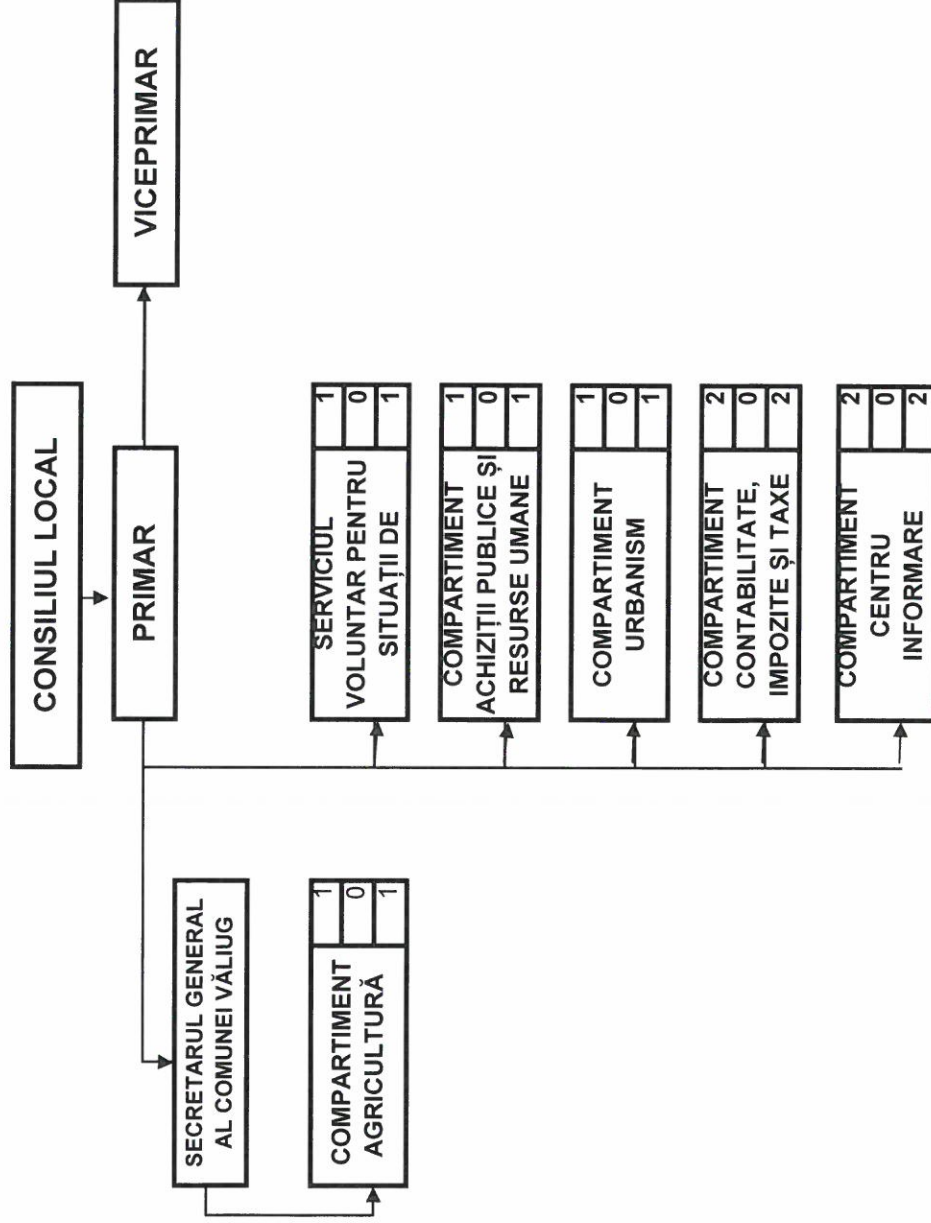 CONSILIUL LOCAL
PRIMAR
VICEPRIMAR
SECRETARUL GENERAL
AL COMUNEI VĂLIUG
COMPARTIMENT
AGRICULTURĂ
1
0
1
SERVICIUL
VOLUNTAR PENTRU
SITUAȚII DE
1
0
1
COMPARTIMENT
ACHIZIȚII PUBLICE ȘI
RESURSE UMANE
1
0
1
COMPARTIMENT
URBANISM
1
0
1
COMPARTIMENT
CONTABILITATE,
IMPOZITE ȘI TAXE
2
0
2
COMPARTIMENT
CENTRU
INFORMARE
2
0
2